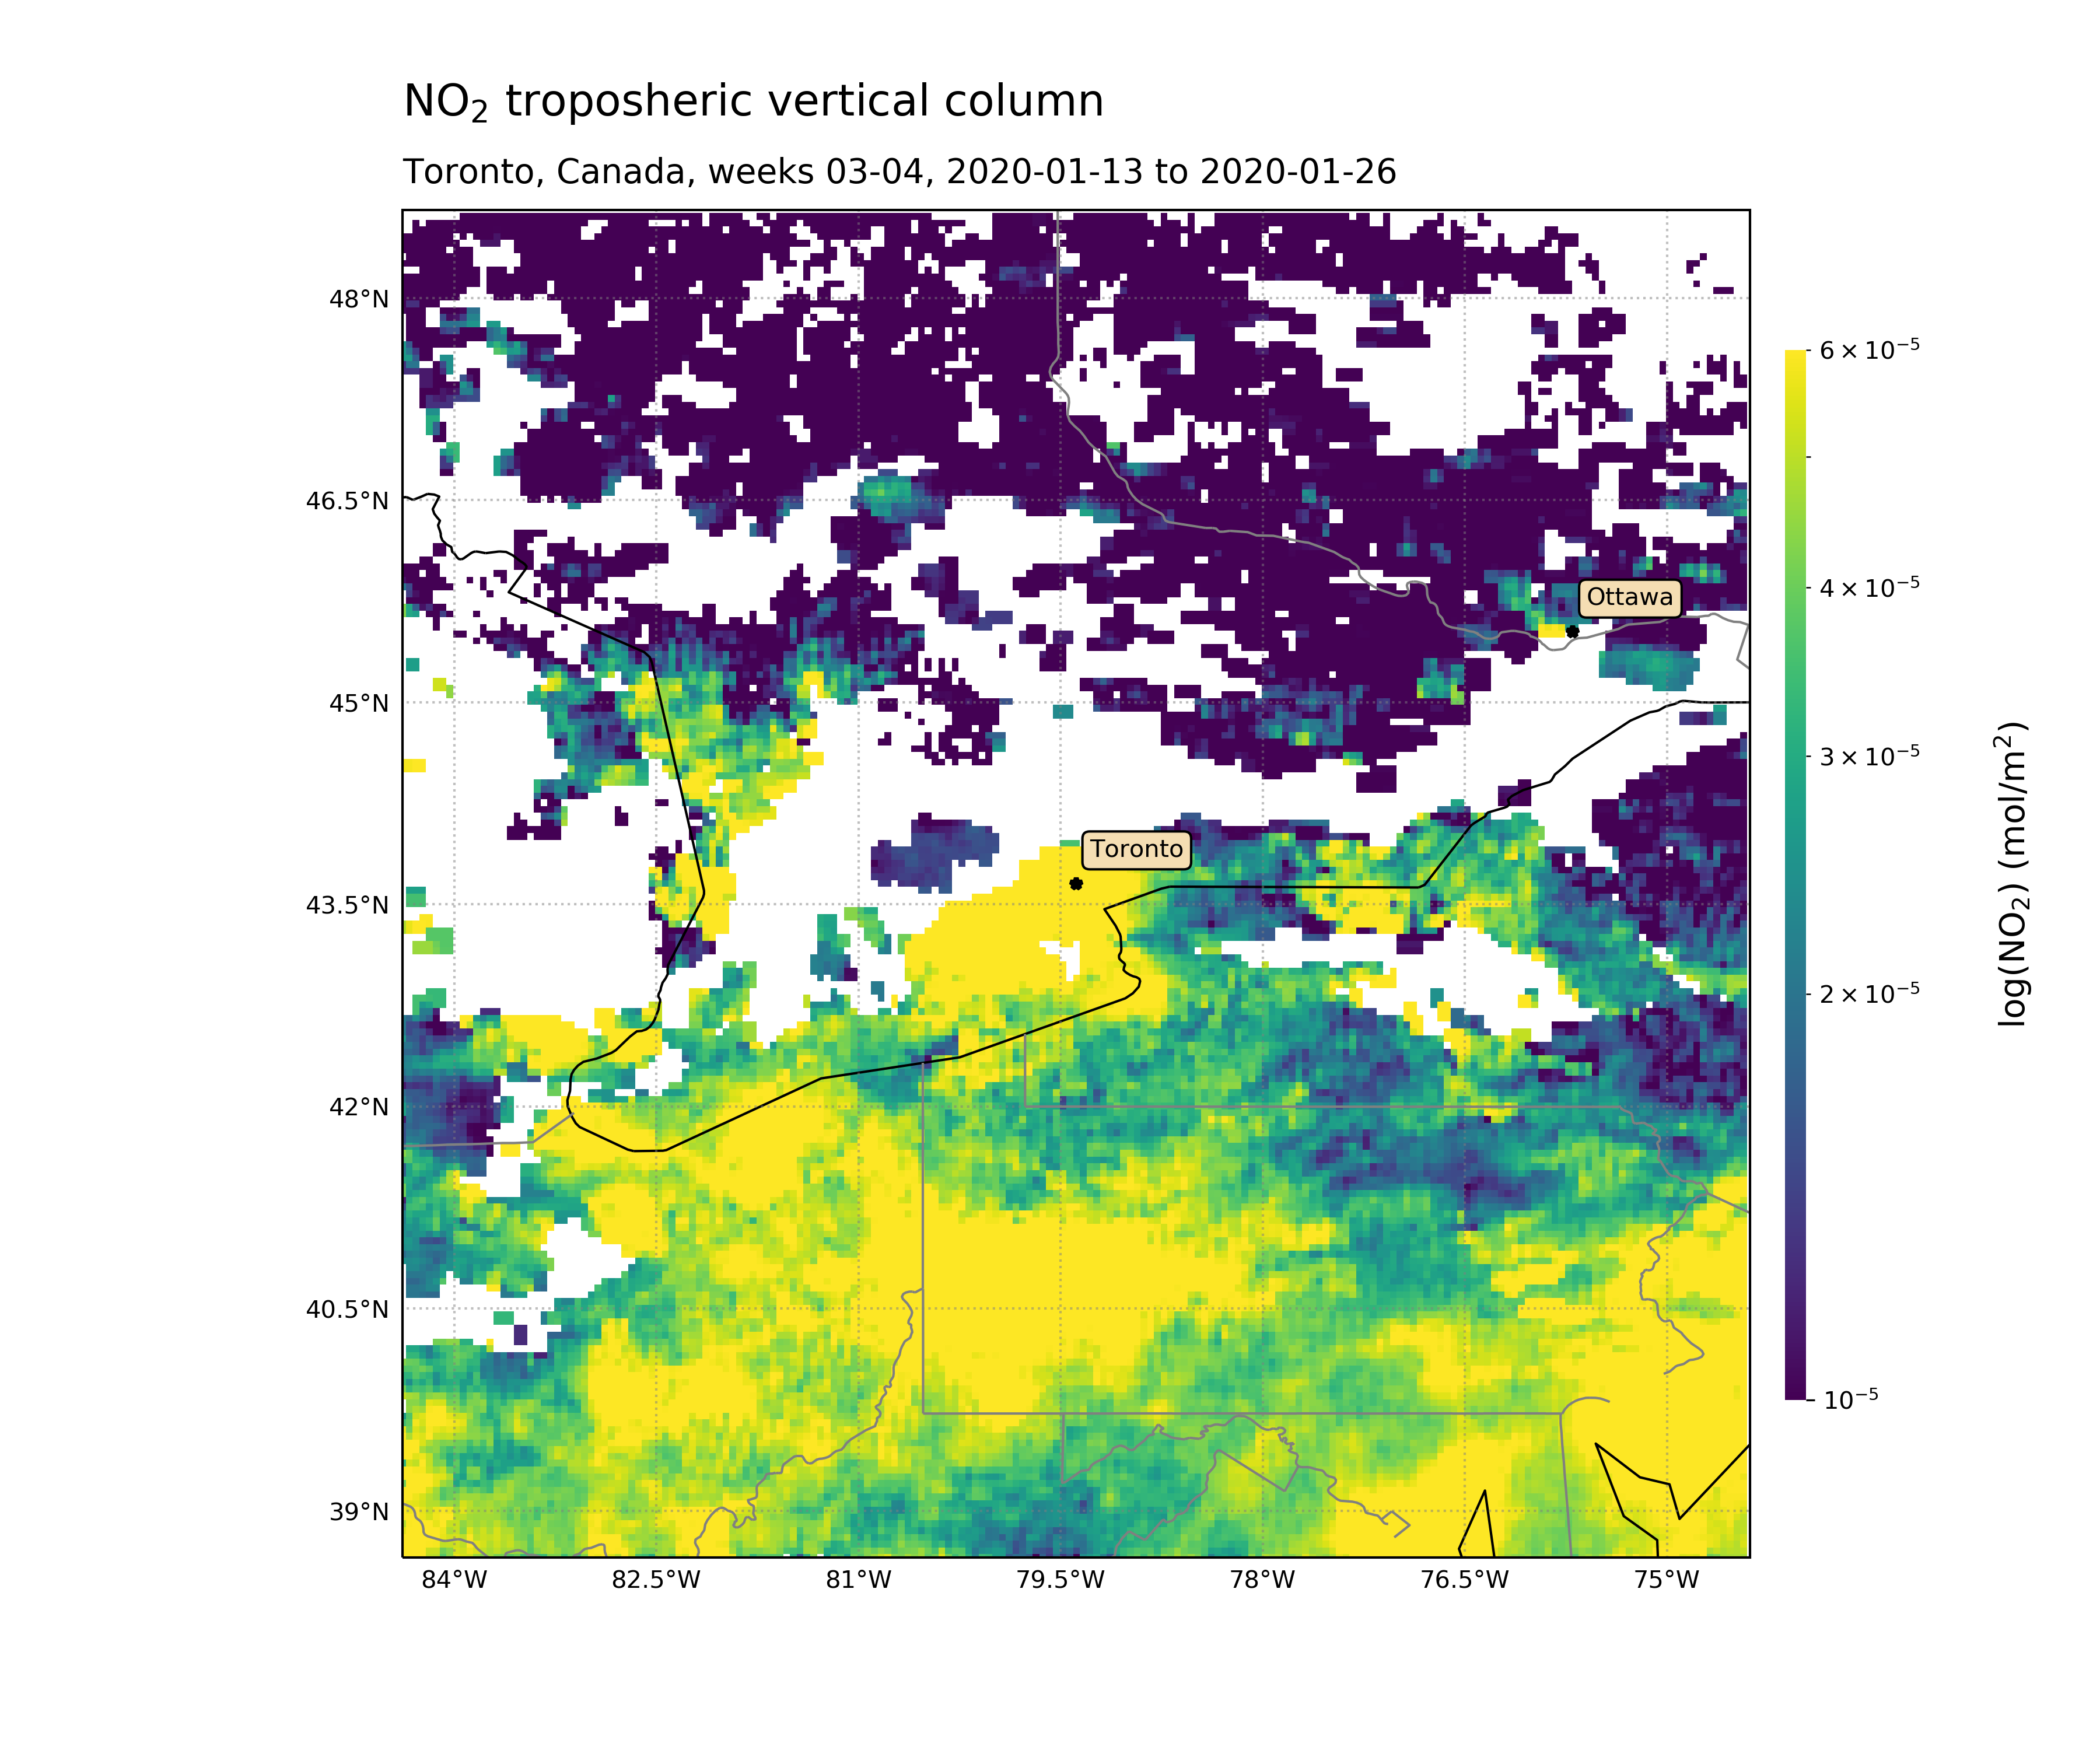 NO₂ troposheric vertical column
Toronto, Canada, weeks 03-04, 2020-01-13 to 2020-01-26
48°N
46.5°N
45°N
43.5°N
42°N
40.5°N
39°N
84°W 82.5°W 81°W 79.5°W 78°W 76.5°W 75°W
Ottawa
Toronto
6 × 10⁻⁵
4 × 10⁻⁵
3 × 10⁻⁵
2 × 10⁻⁵
10⁻⁵
log(NO₂) (mol/m²)